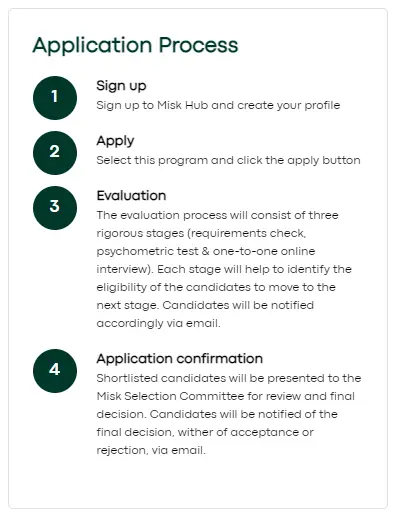 Application Process
1
Sign up
Sign up to Misk Hub and create your profile
2
Apply
Select this program and click the apply button
3
Evaluation
The evaluation process will consist of three
rigorous stages (requirements check,
psychometric test & one-to-one online
interview). Each stage will help to identify the
eligibility of the candidates to move to the
next stage. Candidates will be notified
accordingly via email.
4
Application confirmation
Shortlisted candidates will be presented to the
Misk Selection Committee for review and final
decision. Candidates will be notified of the
final decision, wither of acceptance or
rejection, via email.